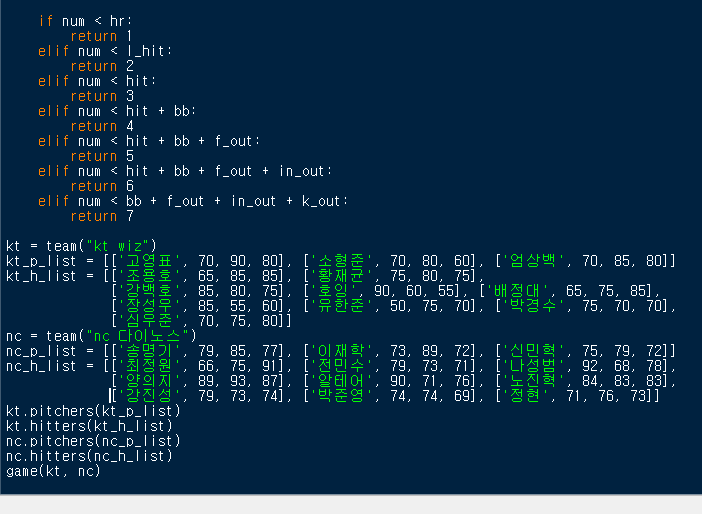 if num < hr:
return 1
elif num < l_hit:
return 2
elif num < hit:
return 3
elif num < hit + bb:
return 4
elif num < hit + bb + f_out:
return 5
elif num < hit + bb + f_out + in_out:
return 6
elif num < bb + f_out + in_out + k_out:
return 7
kt = team("kt wiz")
kt_p_list = [['고영표', 70, 90, 80], ['소형준', 70, 80, 60], ['엄상백', 70, 85, 80]]
kt_h_list = [['조용호', 65, 85, 85], ['황재균', 75, 80, 75],
['강백호', 85, 80, 75], ['호잉', 90, 60, 55], ['배정대', 65, 75, 85],
['장성우', 85, 55, 60], ['유한준', 50, 75, 70], ['박경수', 75, 70, 70],
['심우준', 70, 75, 80]]
nc = team("nc 다이노스")
nc_p_list = [['송명기', 79, 85, 77], ['이재학', 73, 89, 72], ['신민혁', 75, 79, 72]]
nc_h_list = [['최정원', 66, 75, 91], ['전민수', 79, 73, 71], ['나성범', 92, 68, 78],
['양의지', 89, 93, 87], ['알테어', 90, 71, 76], ['노진혁', 84, 83, 83],
['강진성', 79, 73, 74], ['박준영', 74, 74, 69], ['정현', 71, 76, 73]]
kt.pitchers(kt_p_list)
kt.hitters(kt_h_list)
nc.pitchers(nc_p_list)
nc.hitters(nc_h_list)
game(kt, nc)